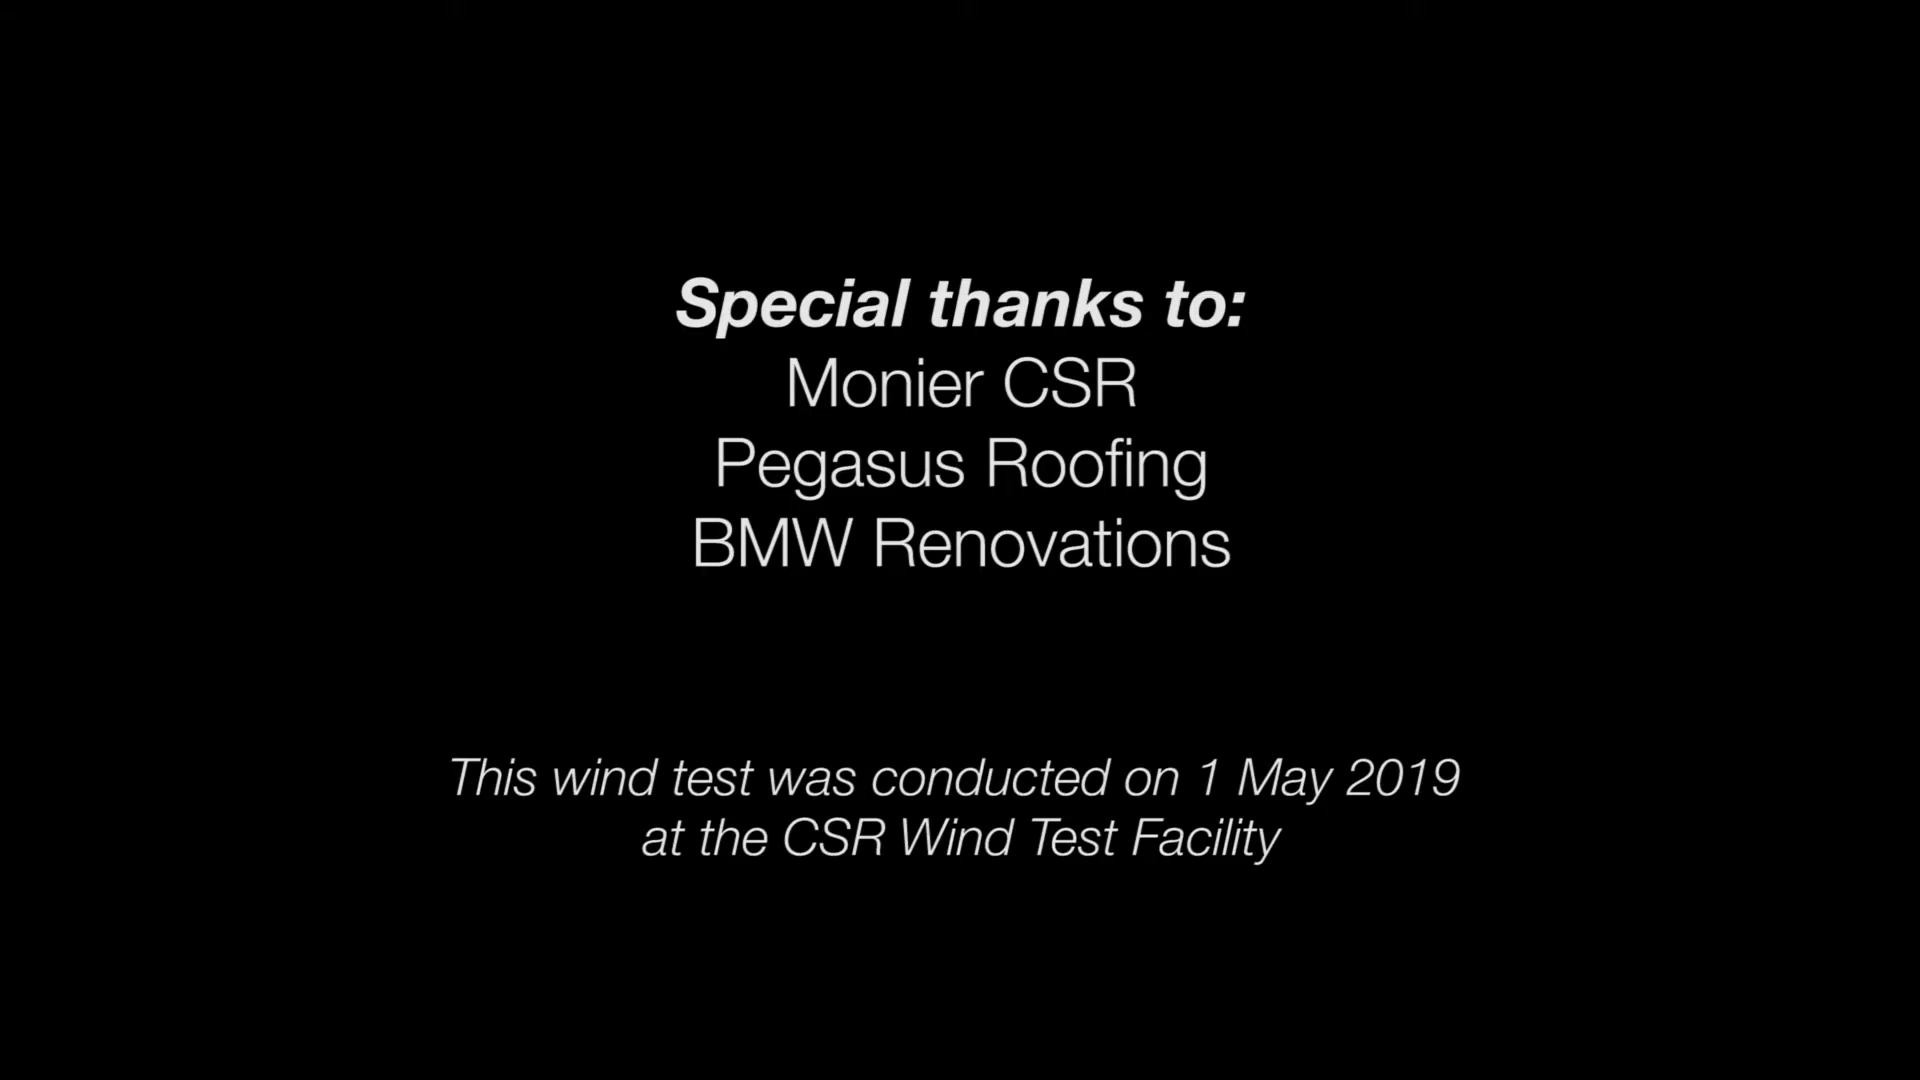 Special thanks to:
Monier CSR
Pegasus Roofing
BMW Renovations
This wind test was conducted on 1 May 2019
at the CSR Wind Test Facility